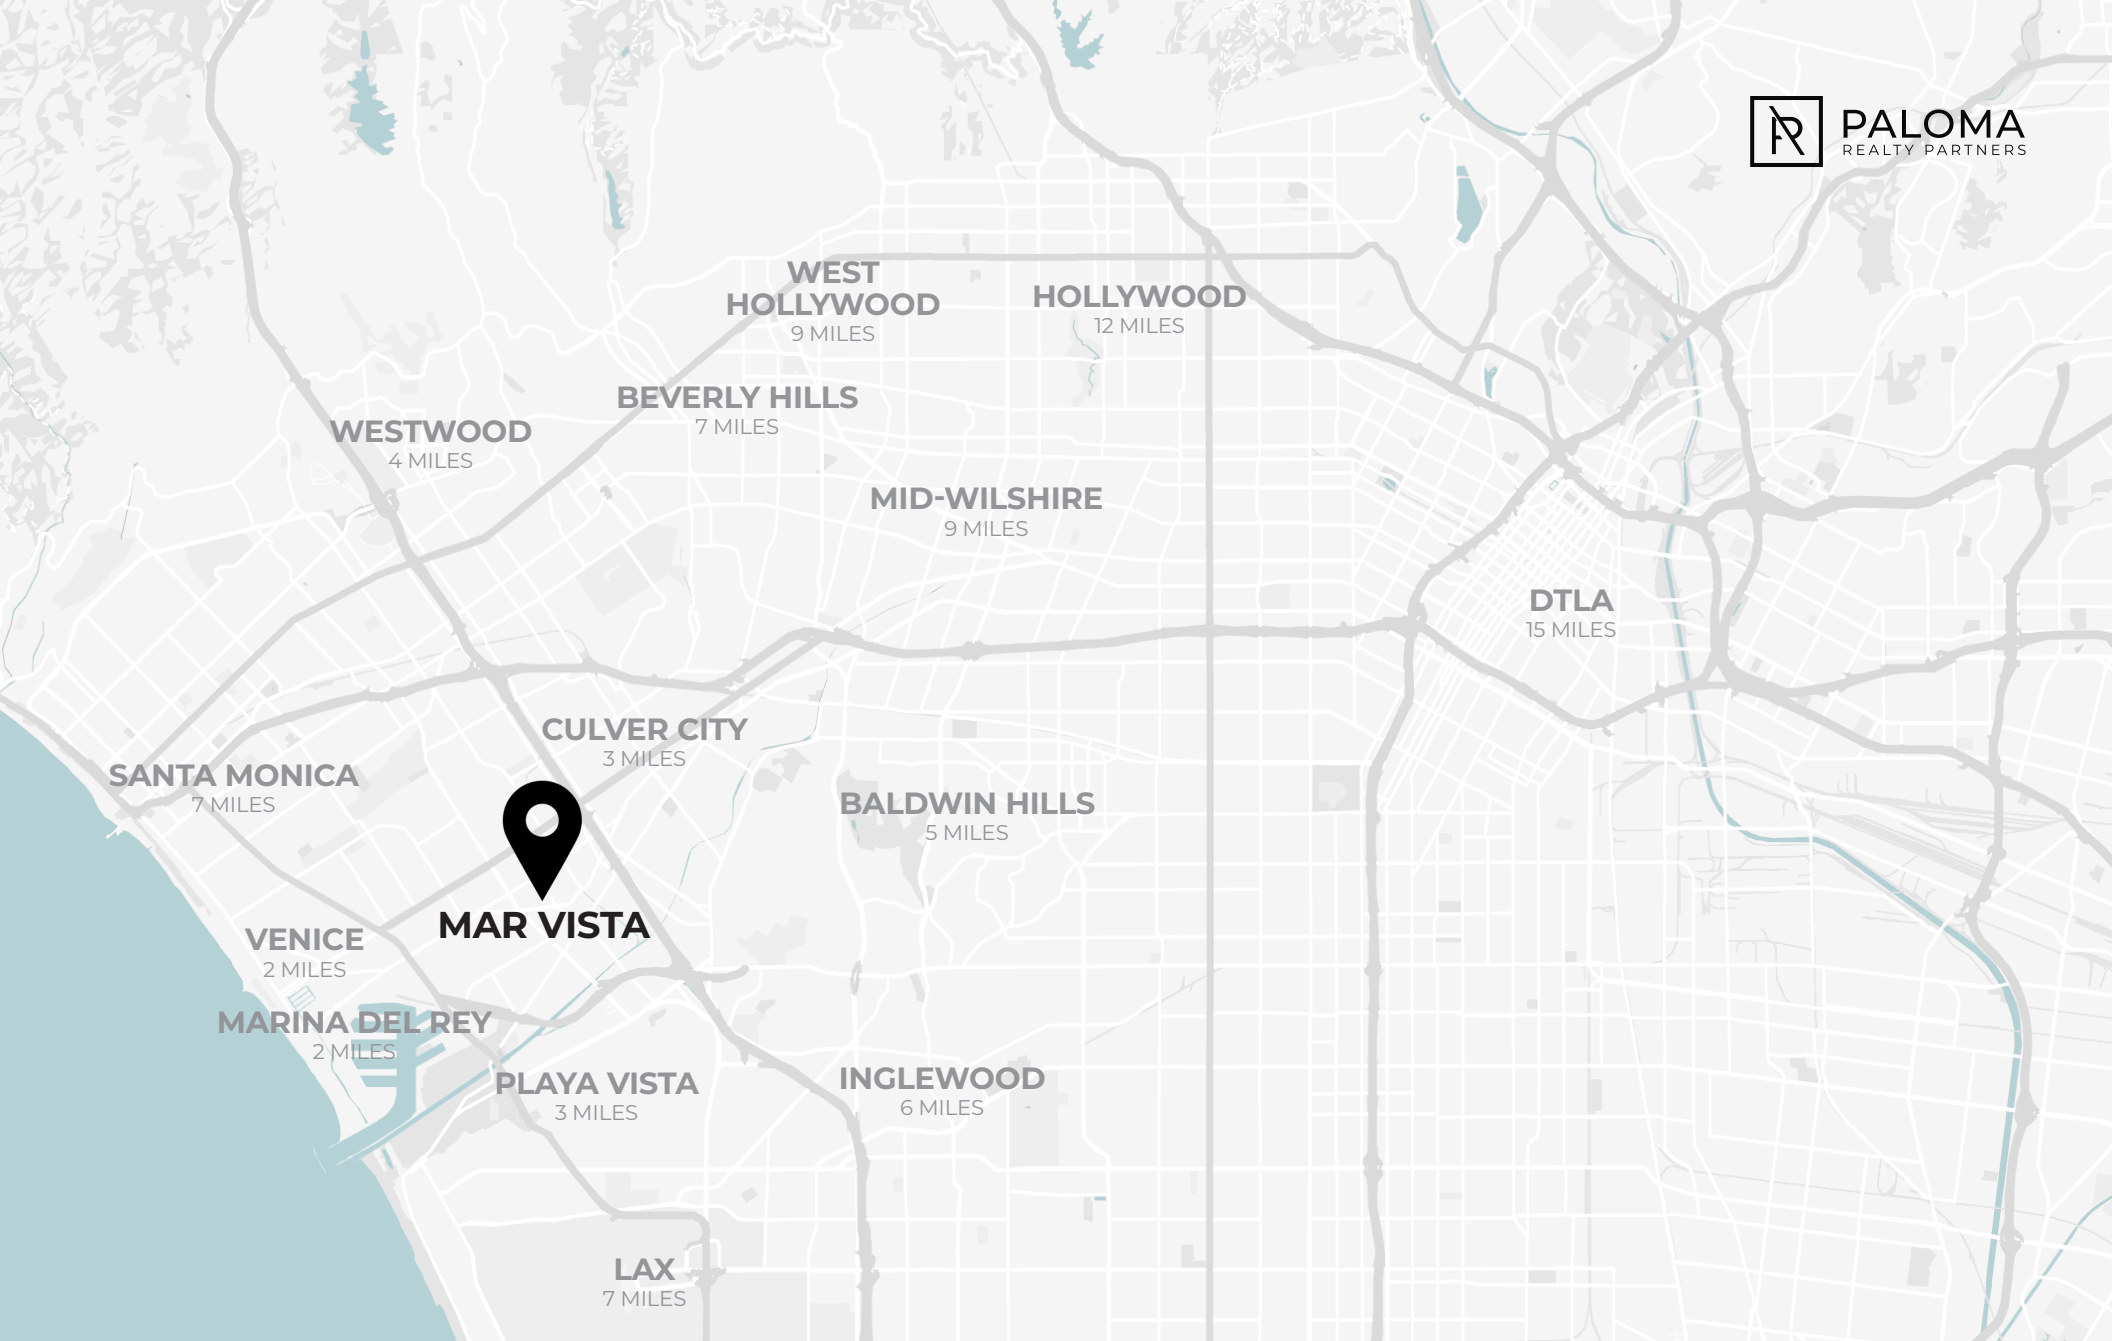 PALOMA
REALTY PARTNERS
WEST
HOLLYWOOD
9 MILES
HOLLYWOOD
12 MILES
BEVERLY HILLS
7 MILES
WESTWOOD
4 MILES
MID-WILSHIRE
9 MILES
DTLA
15 MILES
CULVER CITY
3 MILES
SANTA MONICA
7 MILES
BALDWIN HILLS
5 MILES
MAR VISTA
VENICE
2 MILES
MARINA DEL REY
2 MILES
PLAYA VISTA
3 MILES
INGLEWOOD
6 MILES
LAX
7 MILES